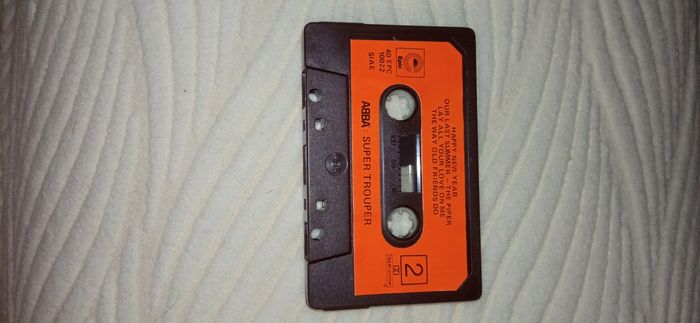 Epic
40 EPC
10022
SIAE
HAPPY NEW YEAR
OUR LAST SUMMER - THE PIPER
LAY ALL YOUR LOVE ON ME
THE WAY OLD FRIENDS DO
ABBA: SUPER TROUPER
2